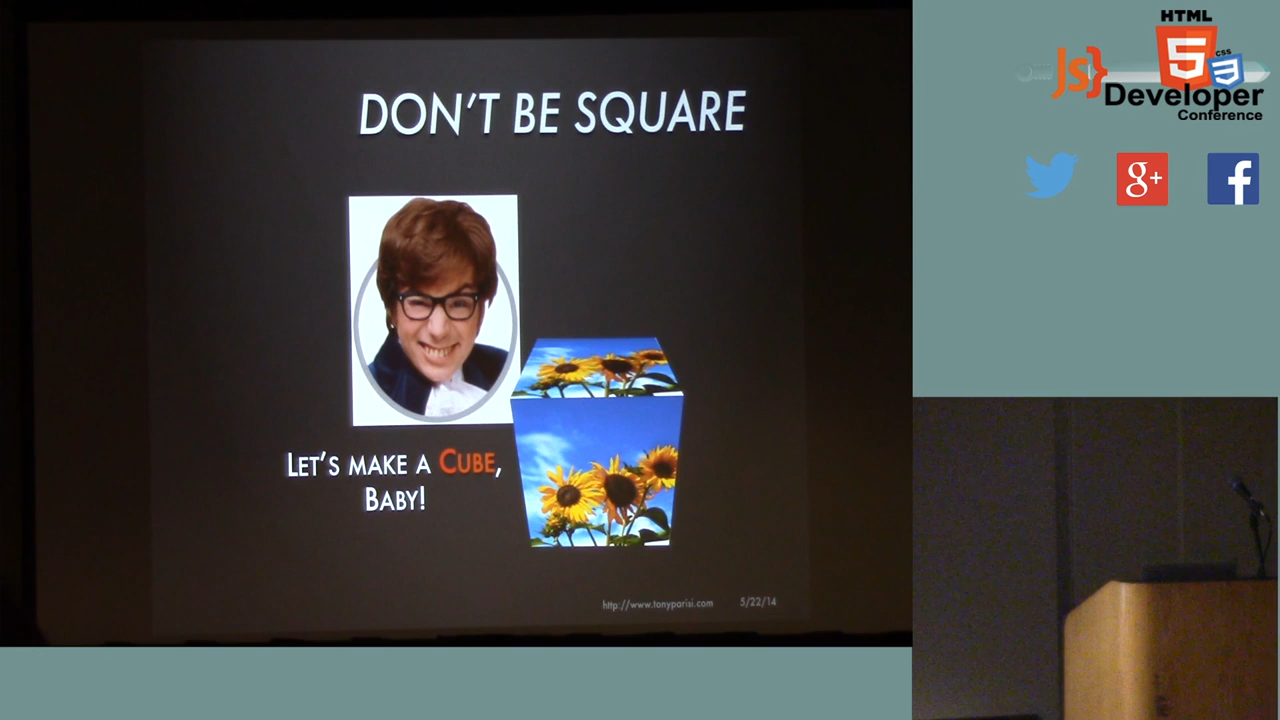 DON'T BE SQUARE
LET'S MAKE A CUBE,
BABY!
http://www.tonyparisi.com 5/22/14
HTML
5
CSS
3
Js}
Developer
Conference
g+
f